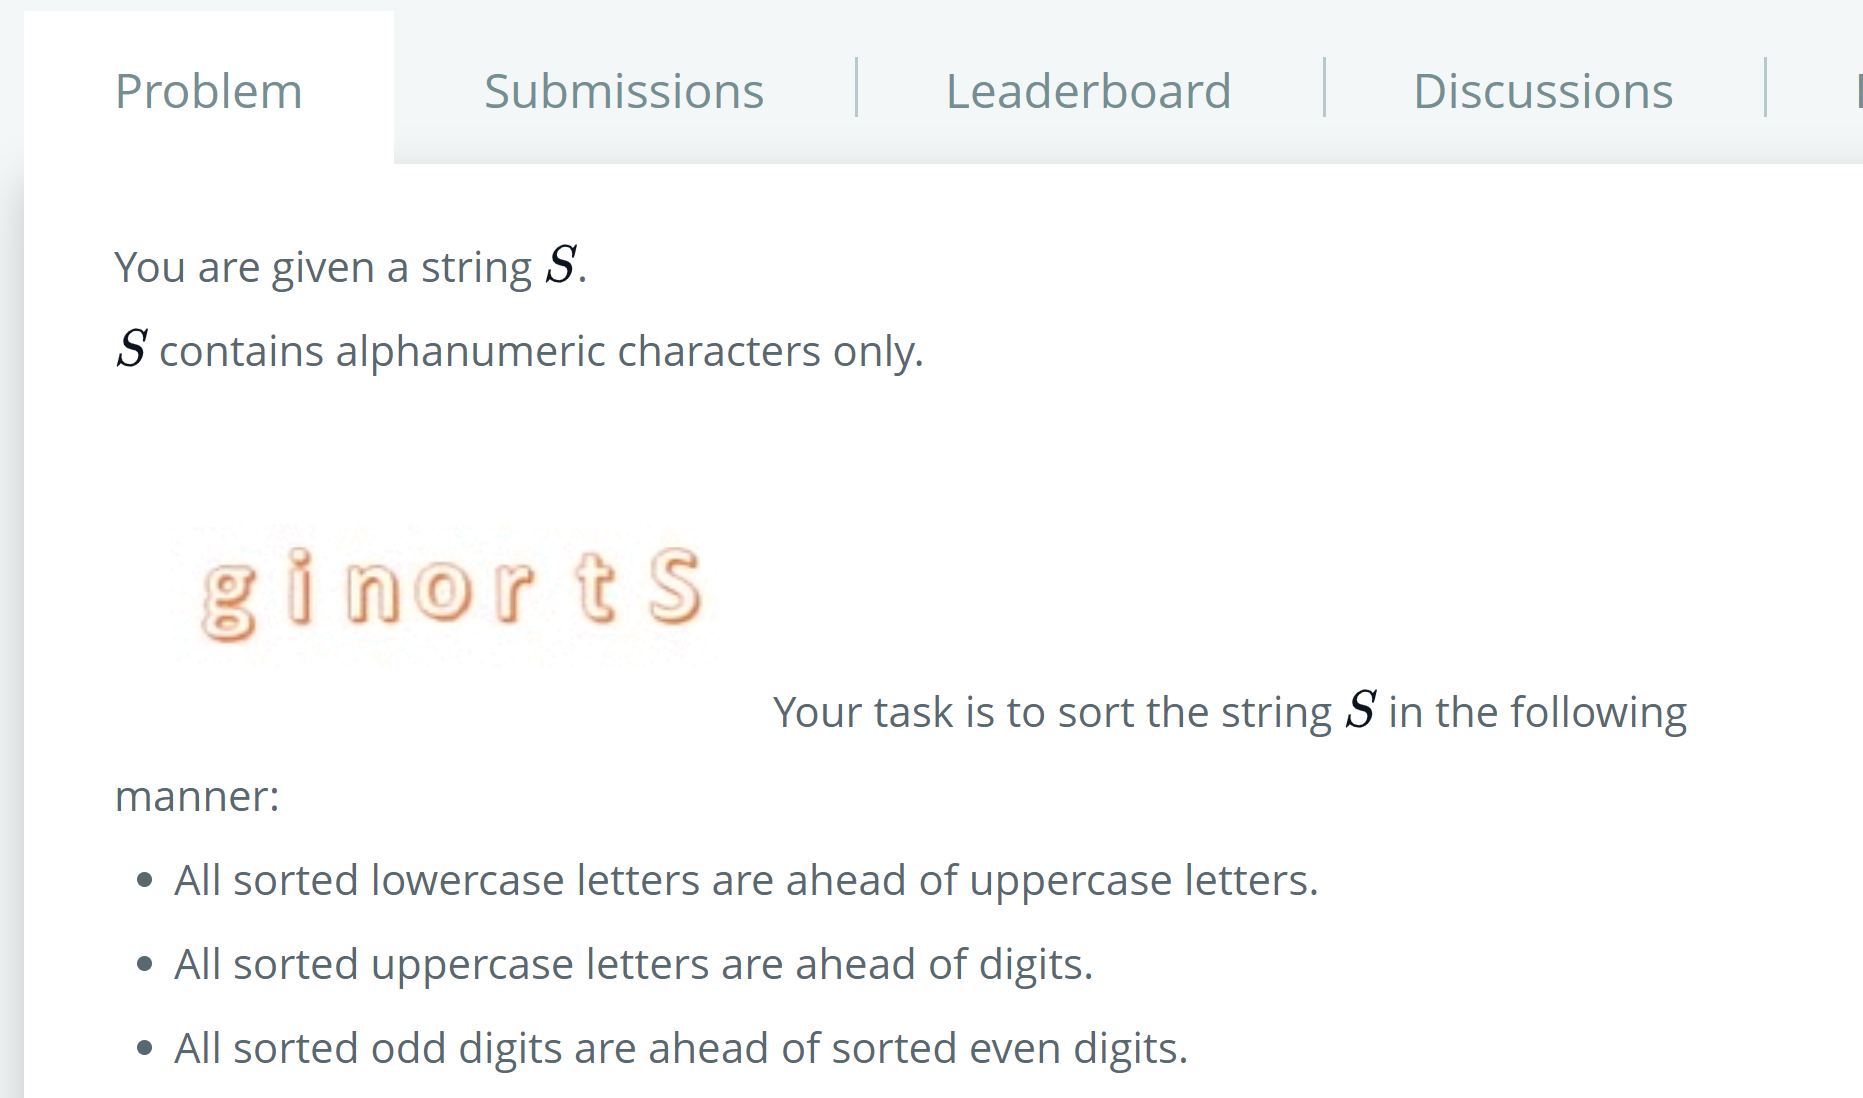 Problem
Submissions
Leaderboard
Discussions
You are given a string S.
S contains alphanumeric characters only.
g i n o r t S
Your task is to sort the string S in the following
manner:
• All sorted lowercase letters are ahead of uppercase letters.
• All sorted uppercase letters are ahead of digits.
• All sorted odd digits are ahead of sorted even digits.